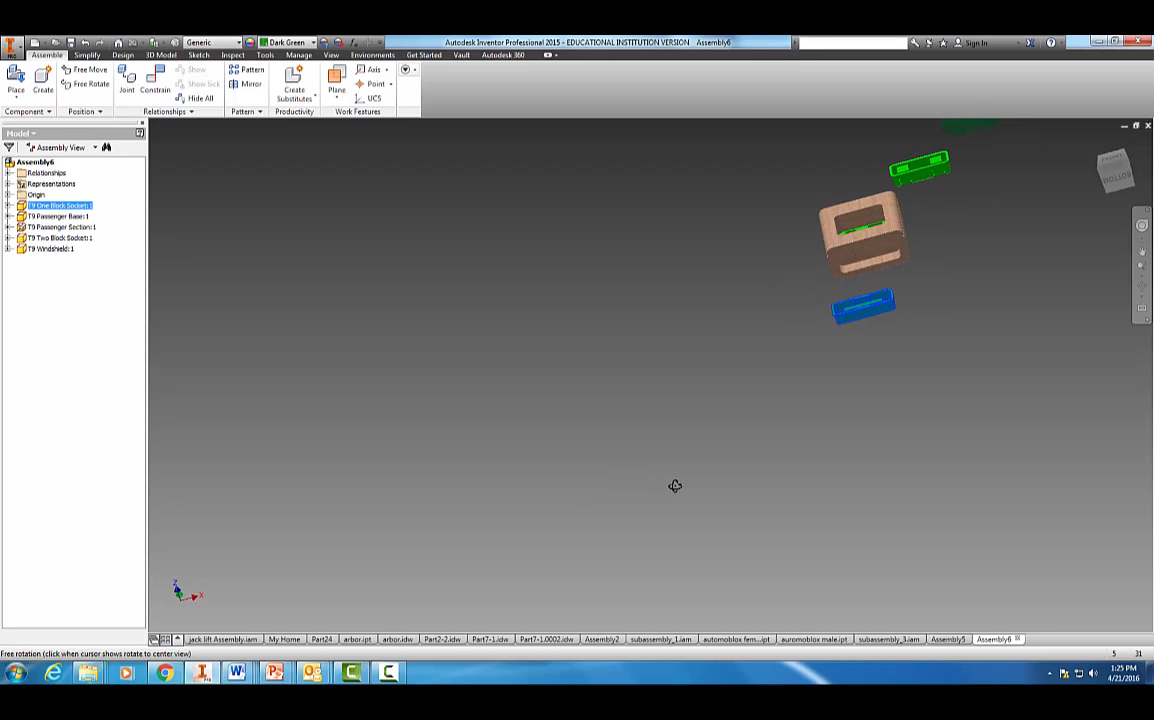 Generic
Dark Green
Autodesk Inventor Professional 2015 - EDUCATIONAL INSTITUTION VERSION Assembly6
Sign In
PRO
Assemble Simplify Design 3D Model Sketch Inspect Tools Manage View Environments Get Started Vault Autodesk 360
Place Create Free Move Free Rotate Joint Constrain Show Show Sick Hide All Pattern Mirror Create Substitutes Plane Axis Point UCS
Component Position Relationships Pattern Productivity Work Features
Model
Assembly View
Assembly6
Relationships
Representations
Origin
T9 One Block Socket:1
T9 Passenger Base:1
T9 Passenger Section:1
T9 Two Block Socket:1
T9 Windshield:1
BOTTOM
Z
X
jack lift Assembly.iam My Home Part24 arbor.ipt arbor.idw Part2-2.idw Part7-1.idw Part7-1.0002.idw Assembly2 subassembly_1.iam automoblox fem...ipt auromoblox male.ipt subassembly_3.iam Assembly5 Assembly6
Free rotation (click when cursor shows rotate to center view) 5 31
1:25 PM
4/21/2016